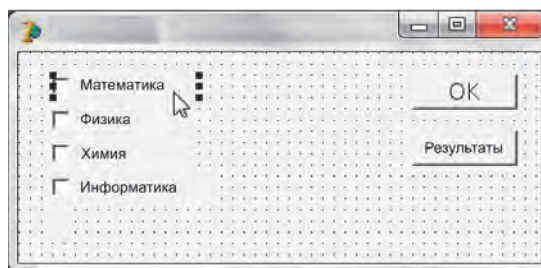 Математика
OK
Физика
Результаты
Химия
Информатика